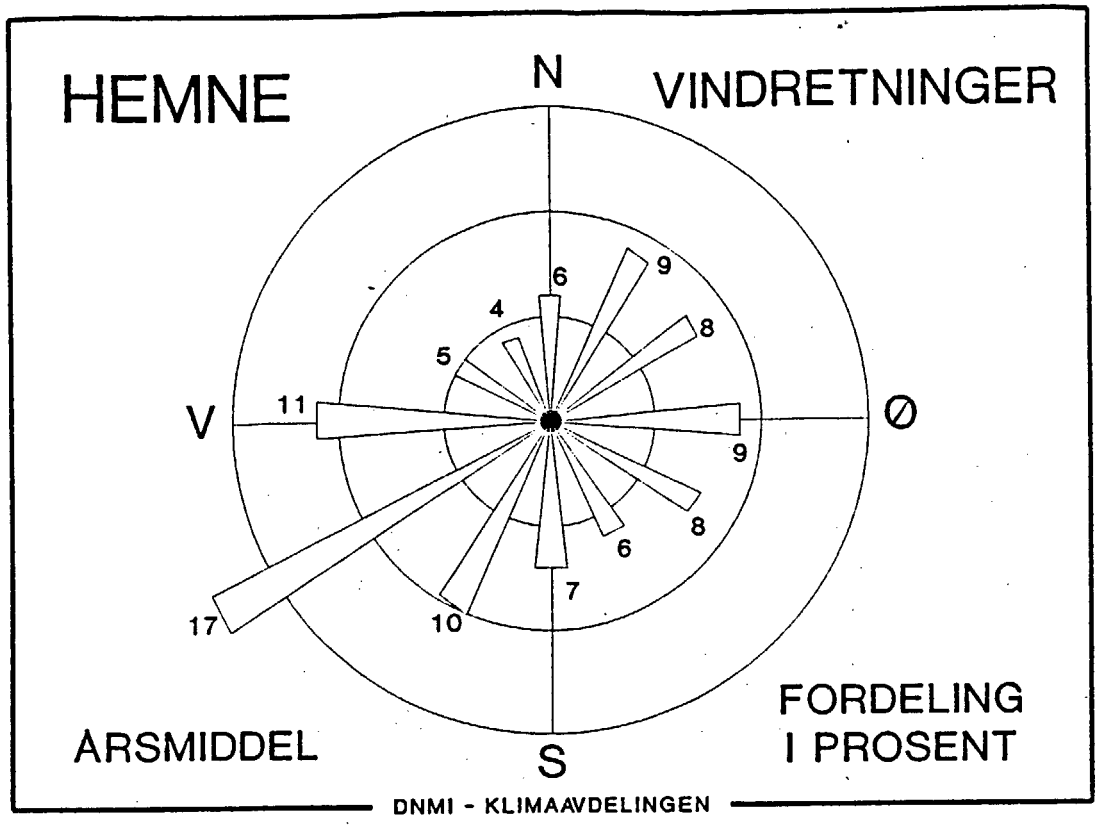 HEMNE
N
VINDRETNINGER
6
9
4
8
5
11
V
Ø
9
8
6
7
10
17
ÅRSMIDDEL
S
FORDELING
I PROSENT
DNMI - KLIMAAVDELINGEN